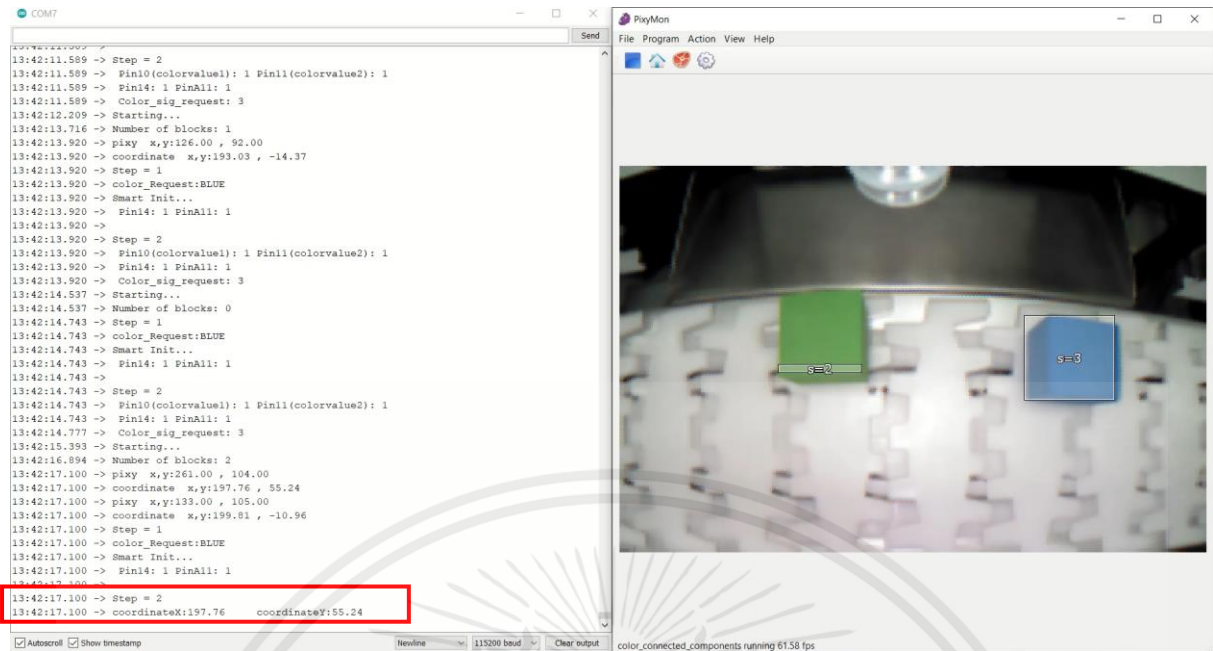 COM7
Send
13:42:11.589 -> Step = 2
13:42:11.589 -> Pin10(colorvalue1): 1 Pin11(colorvalue2): 1
13:42:11.589 -> Pin14: 1 PinA11: 1
13:42:11.589 -> Color_sig_request: 3
13:42:12.209 -> Starting...
13:42:13.716 -> Number of blocks: 1
13:42:13.920 -> pixy x,y:126.00 , 92.00
13:42:13.920 -> coordinate x,y:193.03 , -14.37
13:42:13.920 -> Step = 1
13:42:13.920 -> color_Request:BLUE
13:42:13.920 -> Smart Init...
13:42:13.920 -> Pin14: 1 PinA11: 1
13:42:13.920 ->
13:42:13.920 -> Step = 2
13:42:13.920 -> Pin10(colorvalue1): 1 Pin11(colorvalue2): 1
13:42:13.920 -> Pin14: 1 PinA11: 1
13:42:13.920 -> Color_sig_request: 3
13:42:14.537 -> Starting...
13:42:14.537 -> Number of blocks: 0
13:42:14.743 -> Step = 1
13:42:14.743 -> color_Request:BLUE
13:42:14.743 -> Smart Init...
13:42:14.743 -> Pin14: 1 PinA11: 1
13:42:14.743 ->
13:42:14.743 -> Step = 2
13:42:14.743 -> Pin10(colorvalue1): 1 Pin11(colorvalue2): 1
13:42:14.743 -> Pin14: 1 PinA11: 1
13:42:14.777 -> Color_sig_request: 3
13:42:15.393 -> Starting...
13:42:16.894 -> Number of blocks: 2
13:42:17.100 -> pixy x,y:261.00 , 104.00
13:42:17.100 -> coordinate x,y:197.76 , 55.24
13:42:17.100 -> pixy x,y:133.00 , 105.00
13:42:17.100 -> coordinate x,y:199.81 , -10.96
13:42:17.100 -> Step = 1
13:42:17.100 -> color_Request:BLUE
13:42:17.100 -> Smart Init...
13:42:17.100 -> Pin14: 1 PinA11: 1
13:42:17.100 ->
13:42:17.100 -> Step = 2
13:42:17.100 -> coordinateX:197.76 coordinateY:55.24
Autoscroll Show timestamp Newline 115200 baud Clear output
PixyMon
File Program Action View Help
s=3
s=2
color_connected_components running 61.58 fps